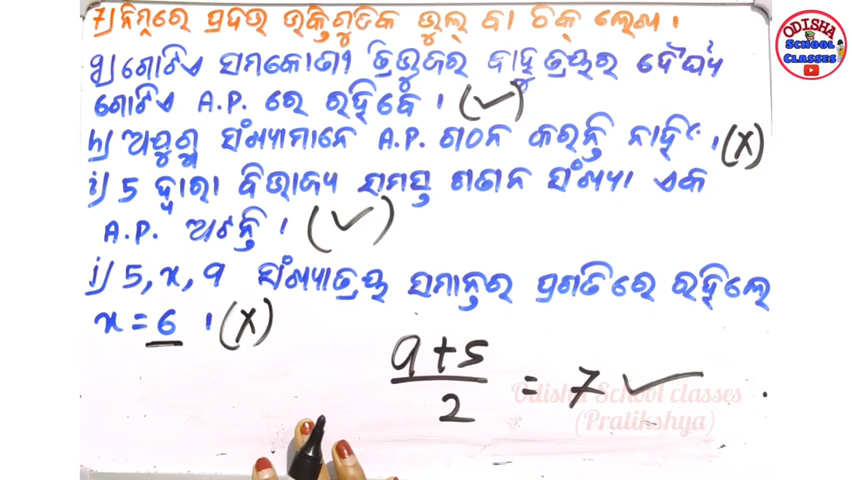 7) ନିମ୍ନରେ ପ୍ରଦତ୍ତ ଉକ୍ତିଗୁଡିକ ଭୁଲ୍ ବା ଠିକ୍ ଲେଖ ।
ODISHA
SCHOOL
CLASSES
g) ଗୋଟିଏ ସମକୋଣୀ ତ୍ରିଭୁଜର ବାହୁତ୍ରୟର ଦୈର୍ଘ୍ୟ
ଗୋଟିଏ A.P. ରେ ରହିବେ । (✓)
h) ଅଯୁଗ୍ମ ସଂଖ୍ୟାମାନେ A.P. ଗଠନ କରନ୍ତି ନାହିଁ । (X)
i) 5 ଦ୍ଵାରା ବିଭାଜ୍ୟ ସମସ୍ତ ଗଣନ ସଂଖ୍ୟା ଏକ
A.P. ଅଟନ୍ତି । (✓)
j) 5, x, 9 ସଂଖ୍ୟାତ୍ରୟ ସମାନ୍ତର ପ୍ରଗତିରେ ରହିଲେ
x = 6 । (X)
9+5
2
= 7 ✓
Odisha School classes
(Pratikshya)